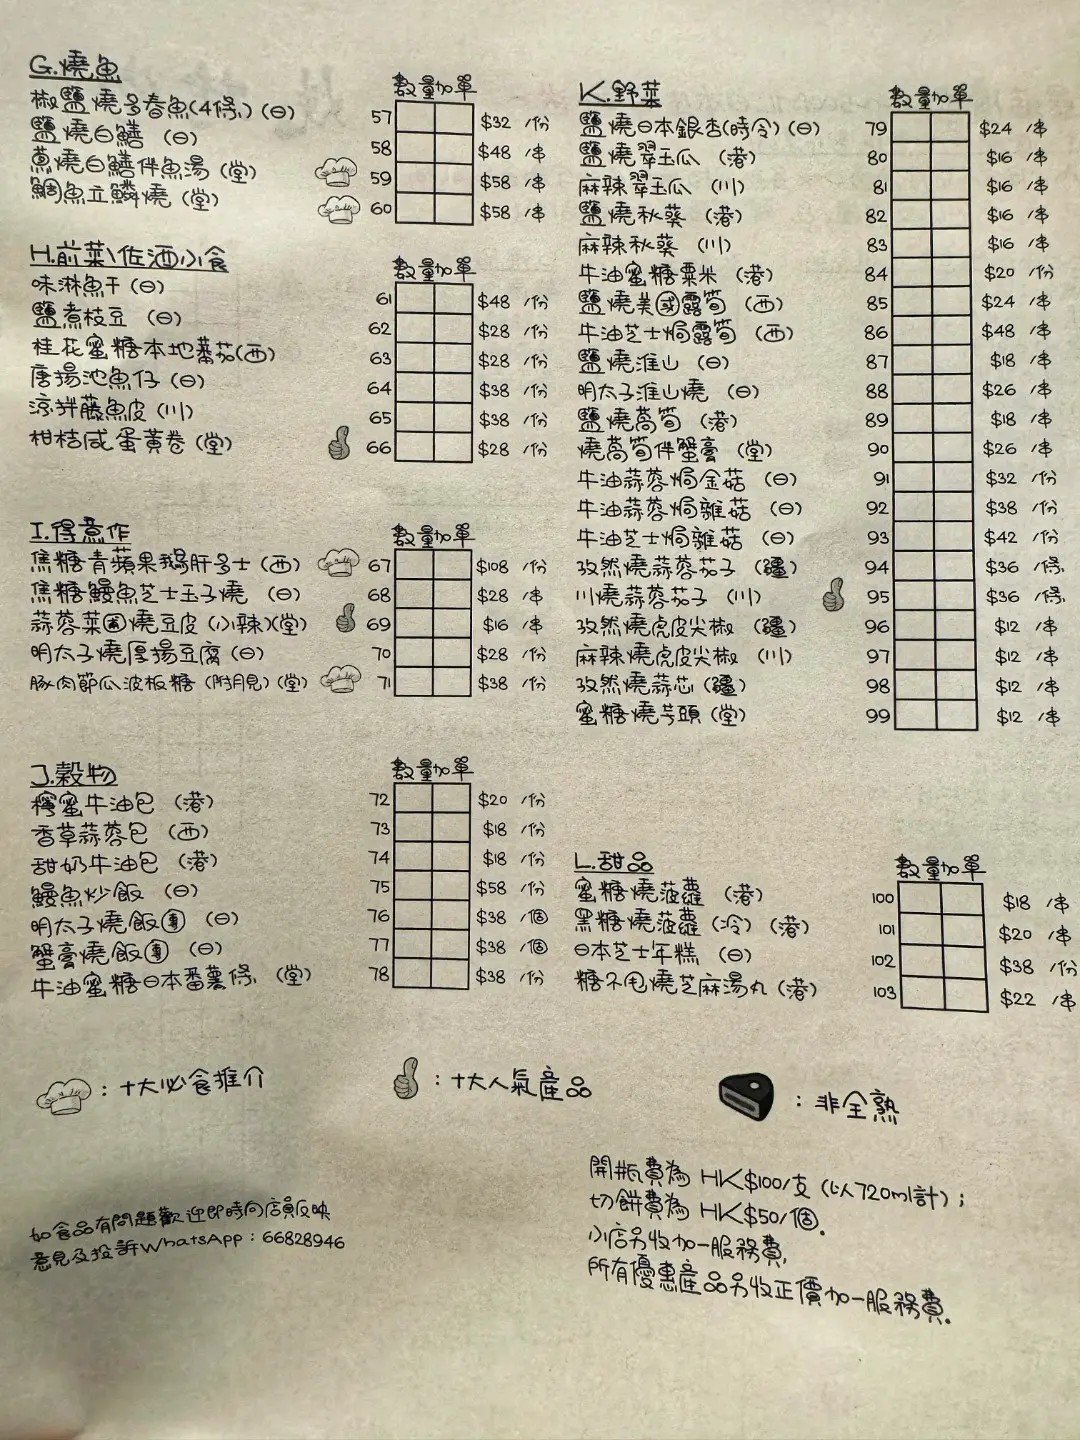 G.燒魚
數量加單
椒鹽燒多春魚(4條)(日) 57 $32 /份
鹽燒白鱔 (日) 58 $48 /串
蔥燒白鱔伴魚湯(堂) 59 $58 /串
鯛魚立鱗燒(堂) 60 $58 /串
H.前菜\佐酒小食
數量加單
味淋魚干(日) 61 $48 /份
鹽煮枝豆 (日) 62 $28 /份
桂花蜜糖本地蕃茄(西) 63 $28 /份
唐揚池魚仔(日) 64 $38 /份
涼拌藤魚皮(川) 65 $38 /份
柑桔咸蛋黃卷(堂) 66 $28 /份
I.得意作
數量加單
焦糖青蘋果鵝肝多士(西) 67 $108 /份
焦糖鰻魚芝士玉子燒 (日) 68 $28 /串
蒜蓉菜園燒豆皮(小辣)(堂) 69 $16 /串
明太子燒厚揚豆腐(日) 70 $28 /份
豚肉節瓜波板糖(附月見)(堂) 71 $38 /份
J.穀物
數量加單
檸蜜牛油包 (港) 72 $20 /份
香草蒜蓉包 (西) 73 $18 /份
甜奶牛油包 (港) 74 $18 /份
鰻魚炒飯 (日) 75 $58 /份
明太子燒飯團 (日) 76 $38 /個
蟹膏燒飯團(日) 77 $38 /個
牛油蜜糖日本番薯條 (堂) 78 $38 /份
K.野菜
數量加單
鹽燒日本銀杏(時令)(日) 79 $24 /串
鹽燒翠玉瓜 (港) 80 $16 /串
麻辣翠玉瓜 (川) 81 $16 /串
鹽燒秋葵 (港) 82 $16 /串
麻辣秋葵 (川) 83 $16 /串
牛油蜜糖粟米 (港) 84 $20 /份
鹽燒美國露筍 (西) 85 $24 /串
牛油芝士焗露筍 (西) 86 $48 /串
鹽燒淮山 (日) 87 $18 /串
明太子淮山燒 (日) 88 $26 /串
鹽燒萵筍 (港) 89 $18 /串
燒萵筍伴蟹膏 (堂) 90 $26 /串
牛油蒜蓉焗金菇 (日) 91 $32 /份
牛油蒜蓉焗雜菇 (日) 92 $38 /份
牛油芝士焗雜菇 (日) 93 $42 /份
孜然燒蒜蓉茄子 (疆) 94 $36 /條
川燒蒜蓉茄子 (川) 95 $36 /條
孜然燒虎皮尖椒 (疆) 96 $12 /串
麻辣燒虎皮尖椒 (川) 97 $12 /串
孜然燒蒜芯(疆) 98 $12 /串
蜜糖燒芋頭(堂) 99 $12 /串
L.甜品
數量加單
蜜糖燒菠蘿 (港) 100 $18 /串
黑糖燒菠蘿(冷)(港) 101 $20 /串
日本芝士年糕 (日) 102 $38 /份
糖不甩燒芝麻湯丸(港) 103 $22 /串
:十大必食推介
:十大人氣產品
:非全熟
如食品有問題歡迎即時向店員反映
意見及投訴WhatsApp:66828946
開瓶費為 HK$100/支(以720ml計);
切餅費為 HK$50/個.
小店另收加一服務費,
所有優惠產品另收正價加一服務費.